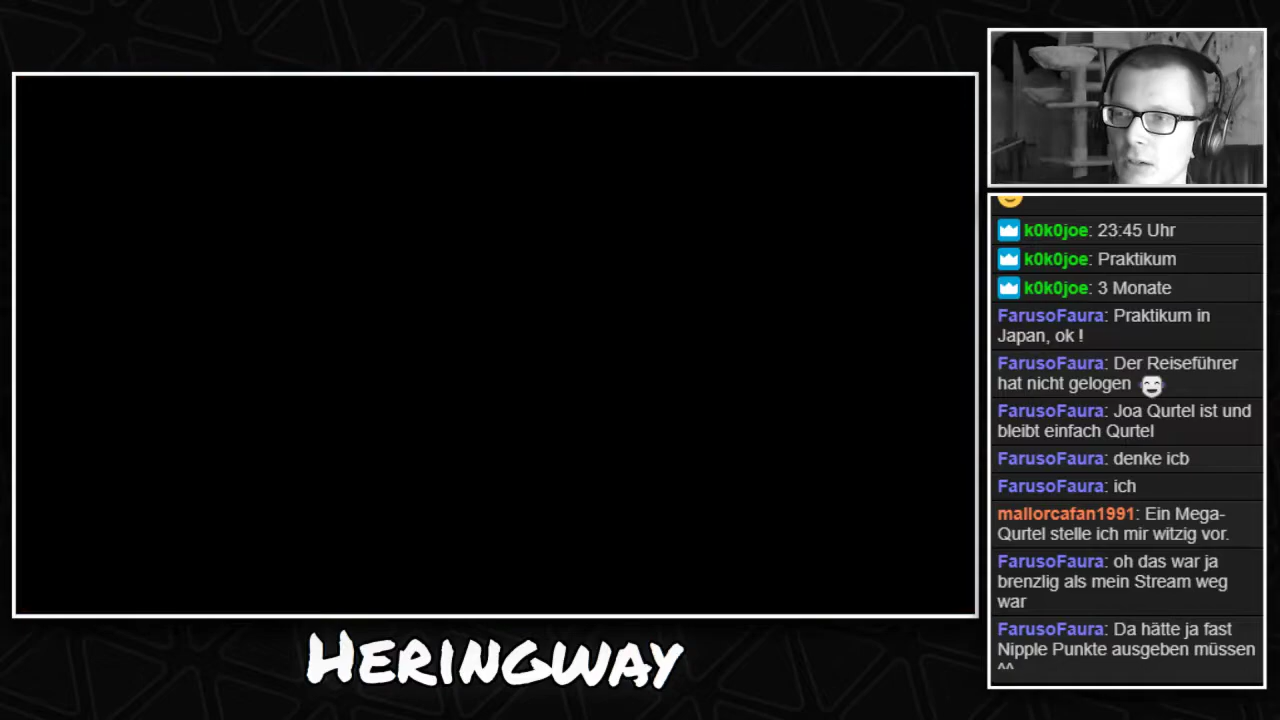 k0k0joe: 23:45 Uhr
k0k0joe: Praktikum
k0k0joe: 3 Monate
FarusoFaura: Praktikum in
Japan, ok !
FarusoFaura: Der Reiseführer
hat nicht gelogen
FarusoFaura: Joa Qurtel ist und
bleibt einfach Qurtel
FarusoFaura: denke icb
FarusoFaura: ich
mallorcafan1991: Ein Mega-
Qurtel stelle ich mir witzig vor.
FarusoFaura: oh das war ja
brenzlig als mein Stream weg
war
FarusoFaura: Da hätte ja fast
Nipple Punkte ausgeben müssen
^^
HERINGWAY